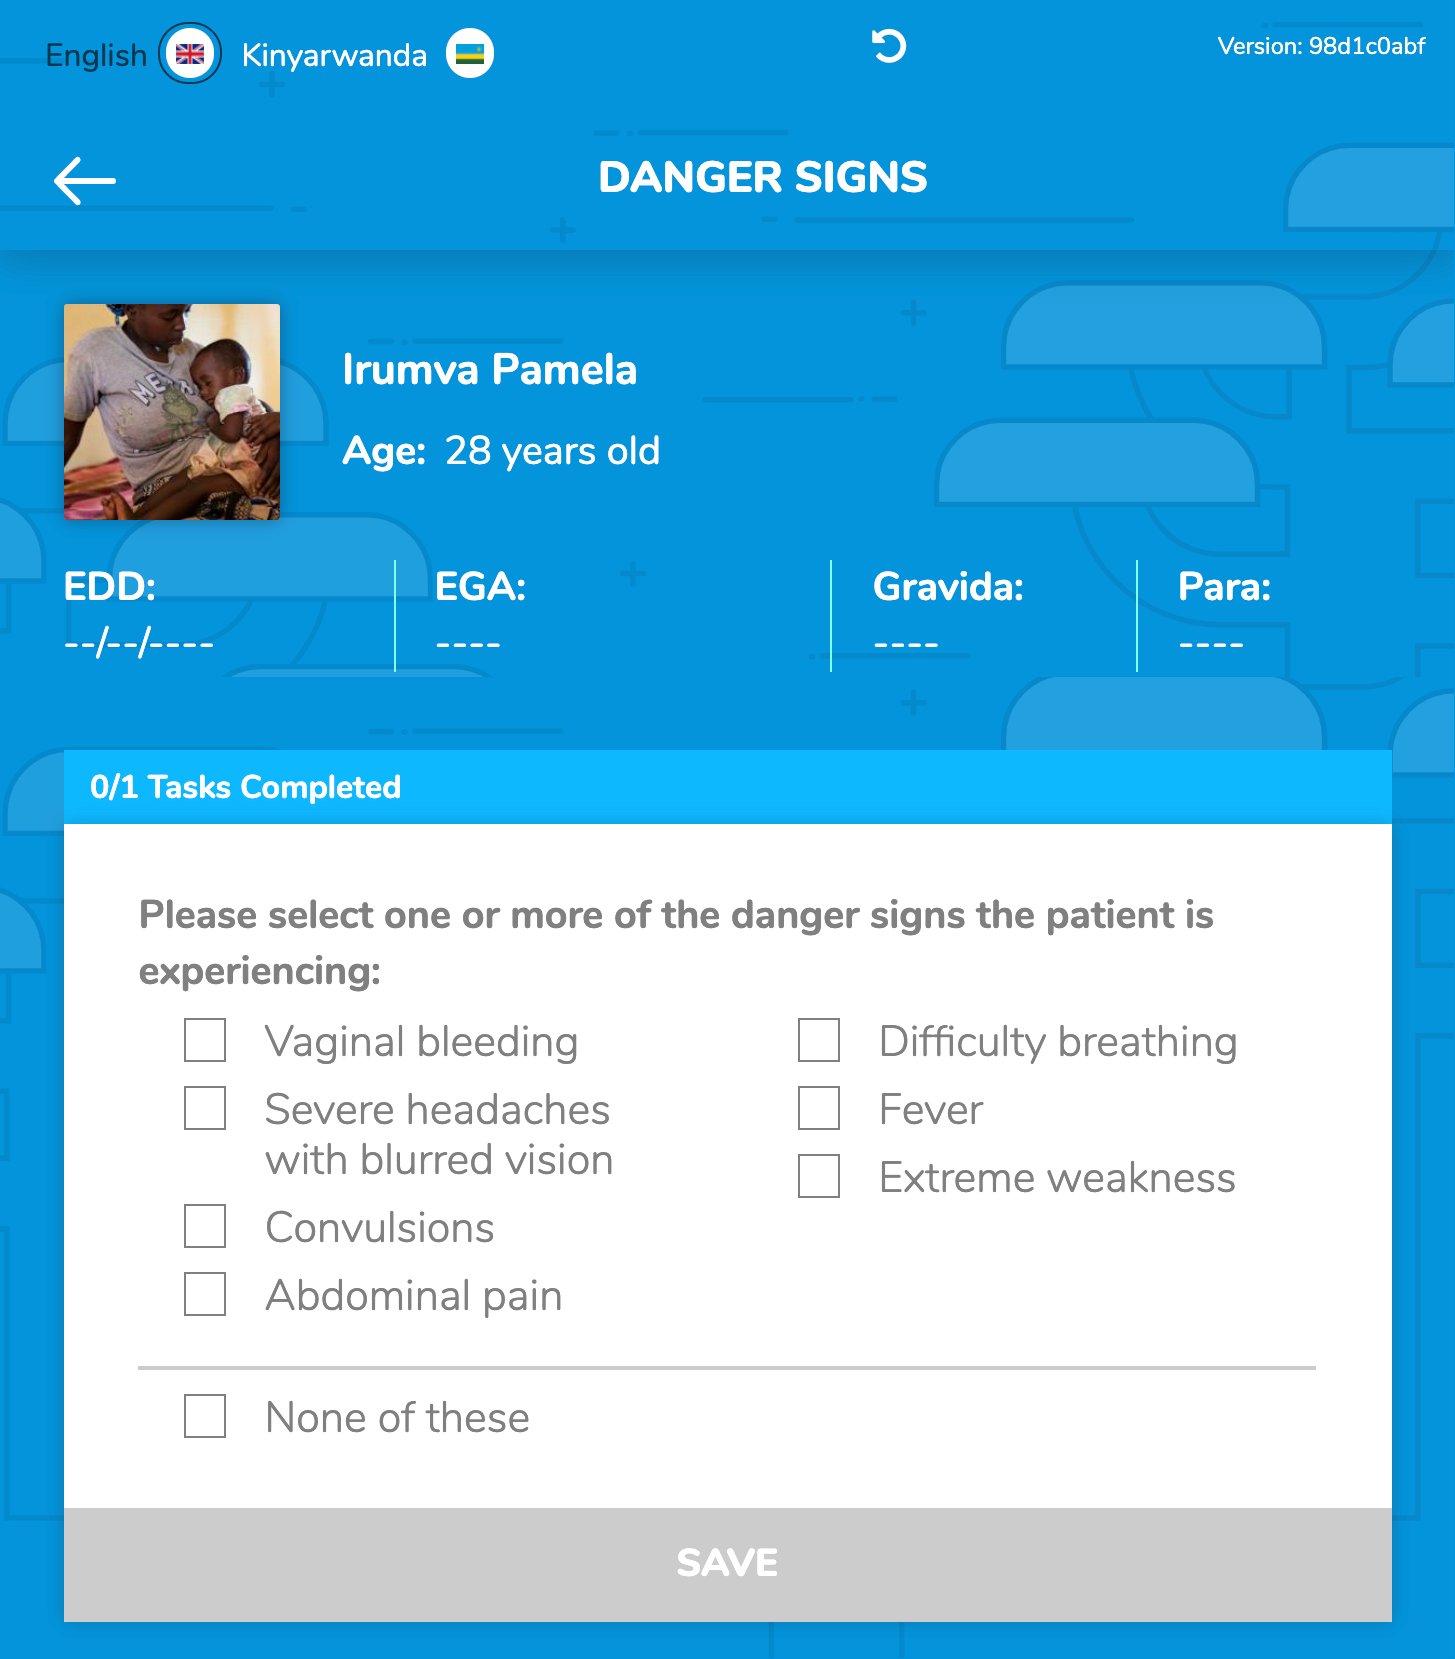 English Kinyarwanda Version: 98d1c0abf
DANGER SIGNS
Irumva Pamela
Age: 28 years old
EDD: EGA: Gravida: Para:
--/--/---- ---- ---- ----
0/1 Tasks Completed
Please select one or more of the danger signs the patient is
experiencing:
Vaginal bleeding
Severe headaches
with blurred vision
Convulsions
Abdominal pain
Difficulty breathing
Fever
Extreme weakness
None of these
SAVE